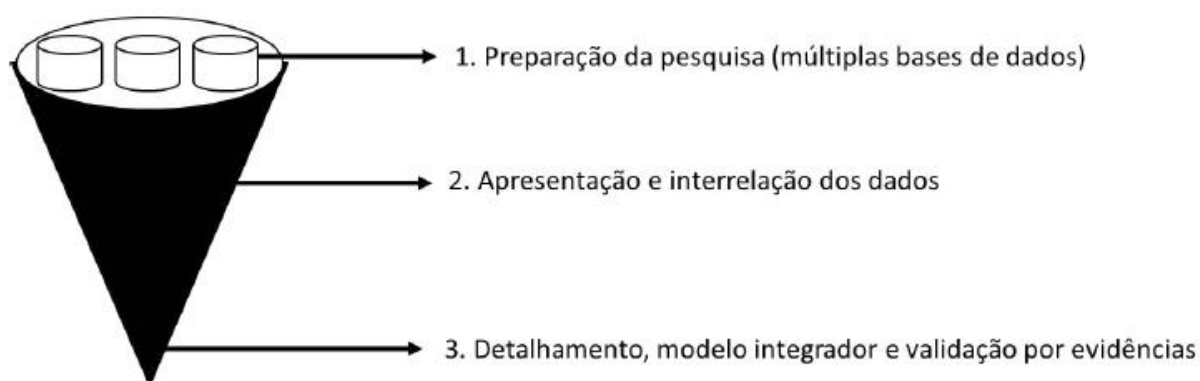 1. Preparação da pesquisa (múltiplas bases de dados)
2. Apresentação e interrelação dos dados
3. Detalhamento, modelo integrador e validação por evidências